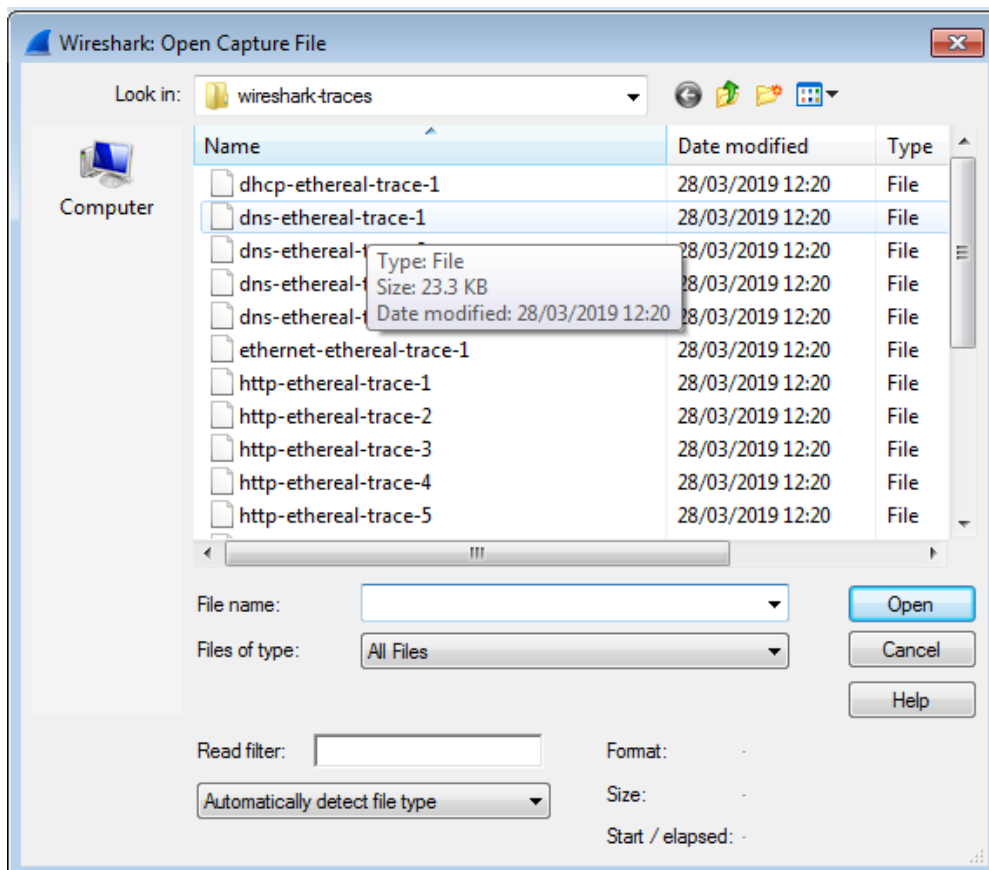 Wireshark: Open Capture File
Look in: wireshark-traces
Computer
Name Date modified Type
dhcp-ethereal-trace-1 28/03/2019 12:20 File
dns-ethereal-trace-1 28/03/2019 12:20 File
dns-ethereal- 28/03/2019 12:20 File
dns-ethereal- 28/03/2019 12:20 File
dns-ethereal- 28/03/2019 12:20 File
Type: File
Size: 23.3 KB
Date modified: 28/03/2019 12:20
ethernet-ethereal-trace-1 28/03/2019 12:20 File
http-ethereal-trace-1 28/03/2019 12:20 File
http-ethereal-trace-2 28/03/2019 12:20 File
http-ethereal-trace-3 28/03/2019 12:20 File
http-ethereal-trace-4 28/03/2019 12:20 File
http-ethereal-trace-5 28/03/2019 12:20 File
File name: Open
Files of type: All Files Cancel
Help
Read filter: Format: -
Automatically detect file type Size: -
Start / elapsed: -